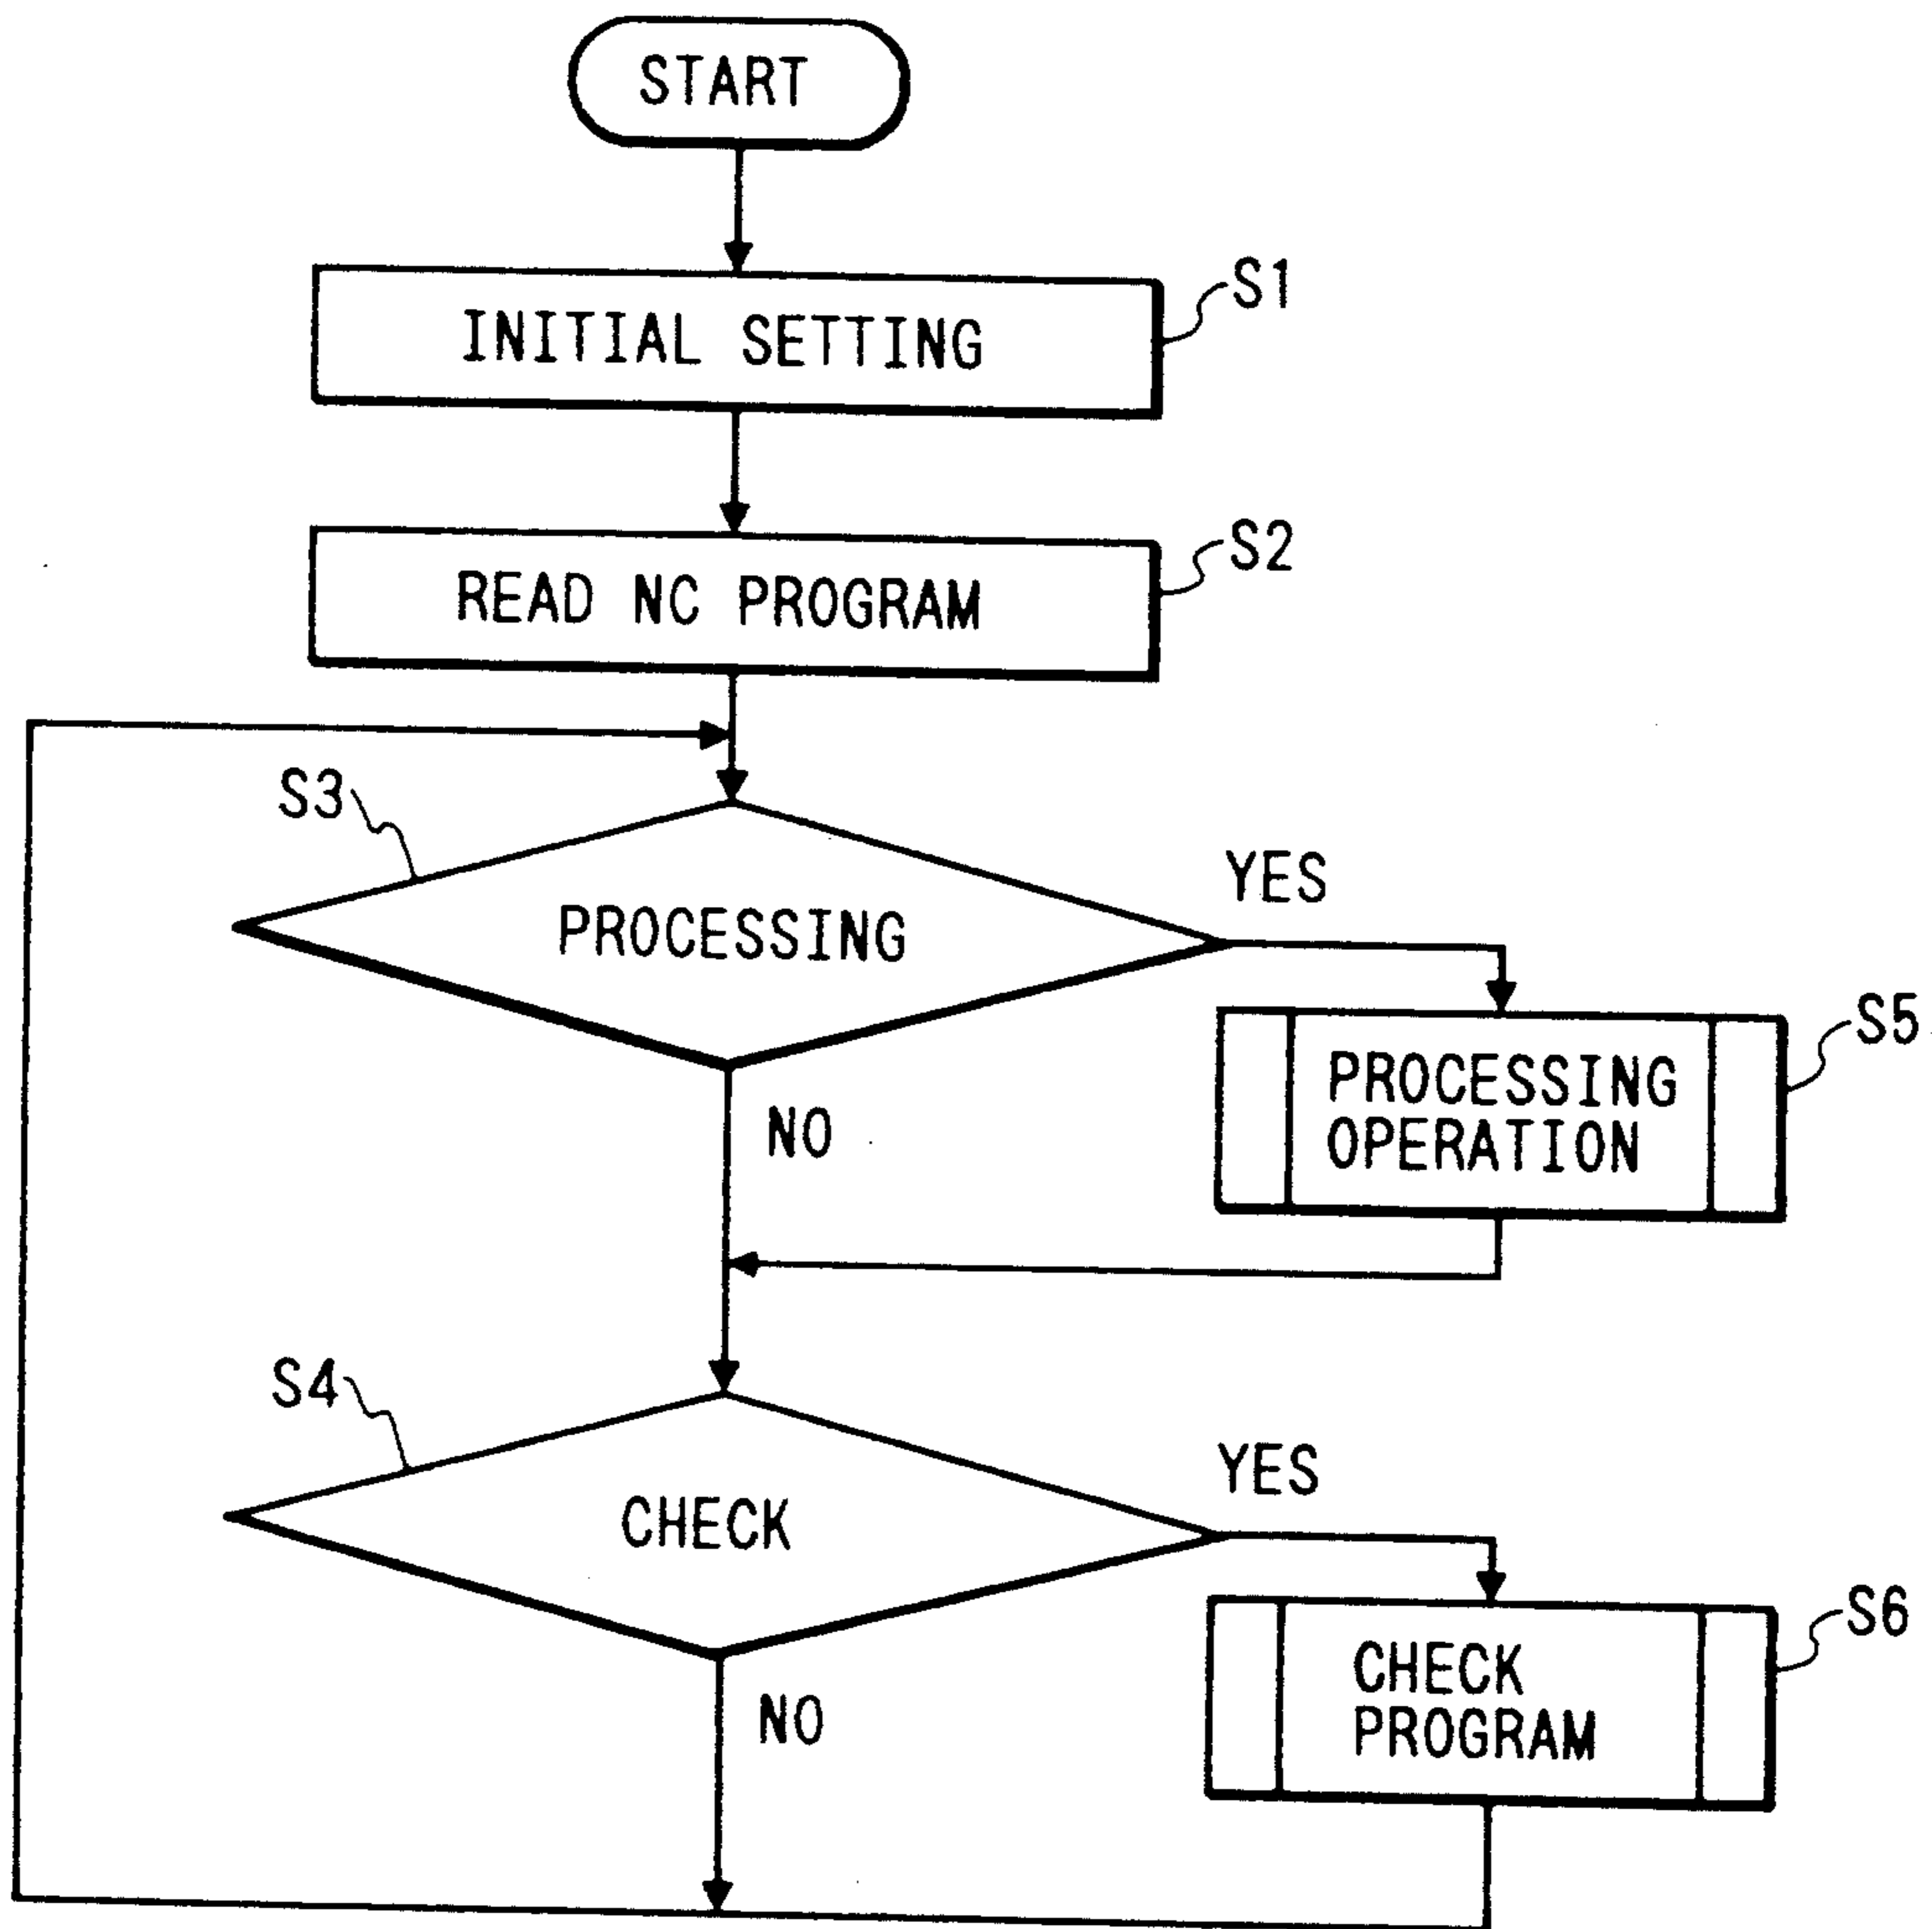 START
INITIAL SETTING
S1
READ NC PROGRAM
S2
S3
PROCESSING
YES
NO
PROCESSING
OPERATION
S5
S4
CHECK
YES
NO
CHECK
PROGRAM
S6